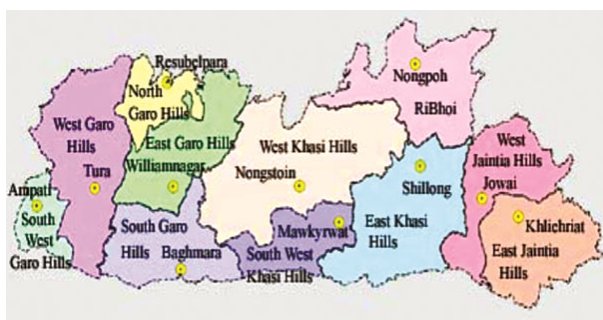 Resubelpara
North
Garo Hills
West Garo
Hills
Tura
East Garo Hills
Williamnagar
Ampati
South
West
Garo Hills
South Garo
Hills
Baghmara
West Khasi Hills
Nongstoin
Mawkyrwat
South West
Khasi Hills
Nongpoh
RiBhoi
Shillong
East Khasi
Hills
West
Jaintia Hills
Jowai
Khliehriat
East Jaintia
Hills